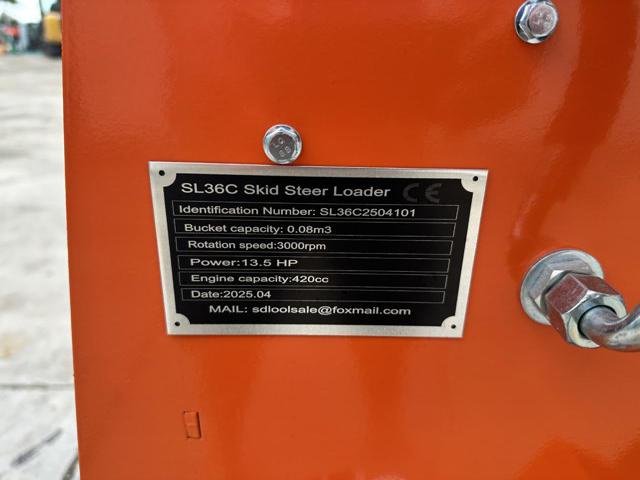 SL36C Skid Steer Loader CE
Identification Number: SL36C2504101
Bucket capacity: 0.08m3
Rotation speed:3000rpm
Power:13.5 HP
Engine capacity:420cc
Date:2025.04
MAIL: sdloolsale@foxmail.com